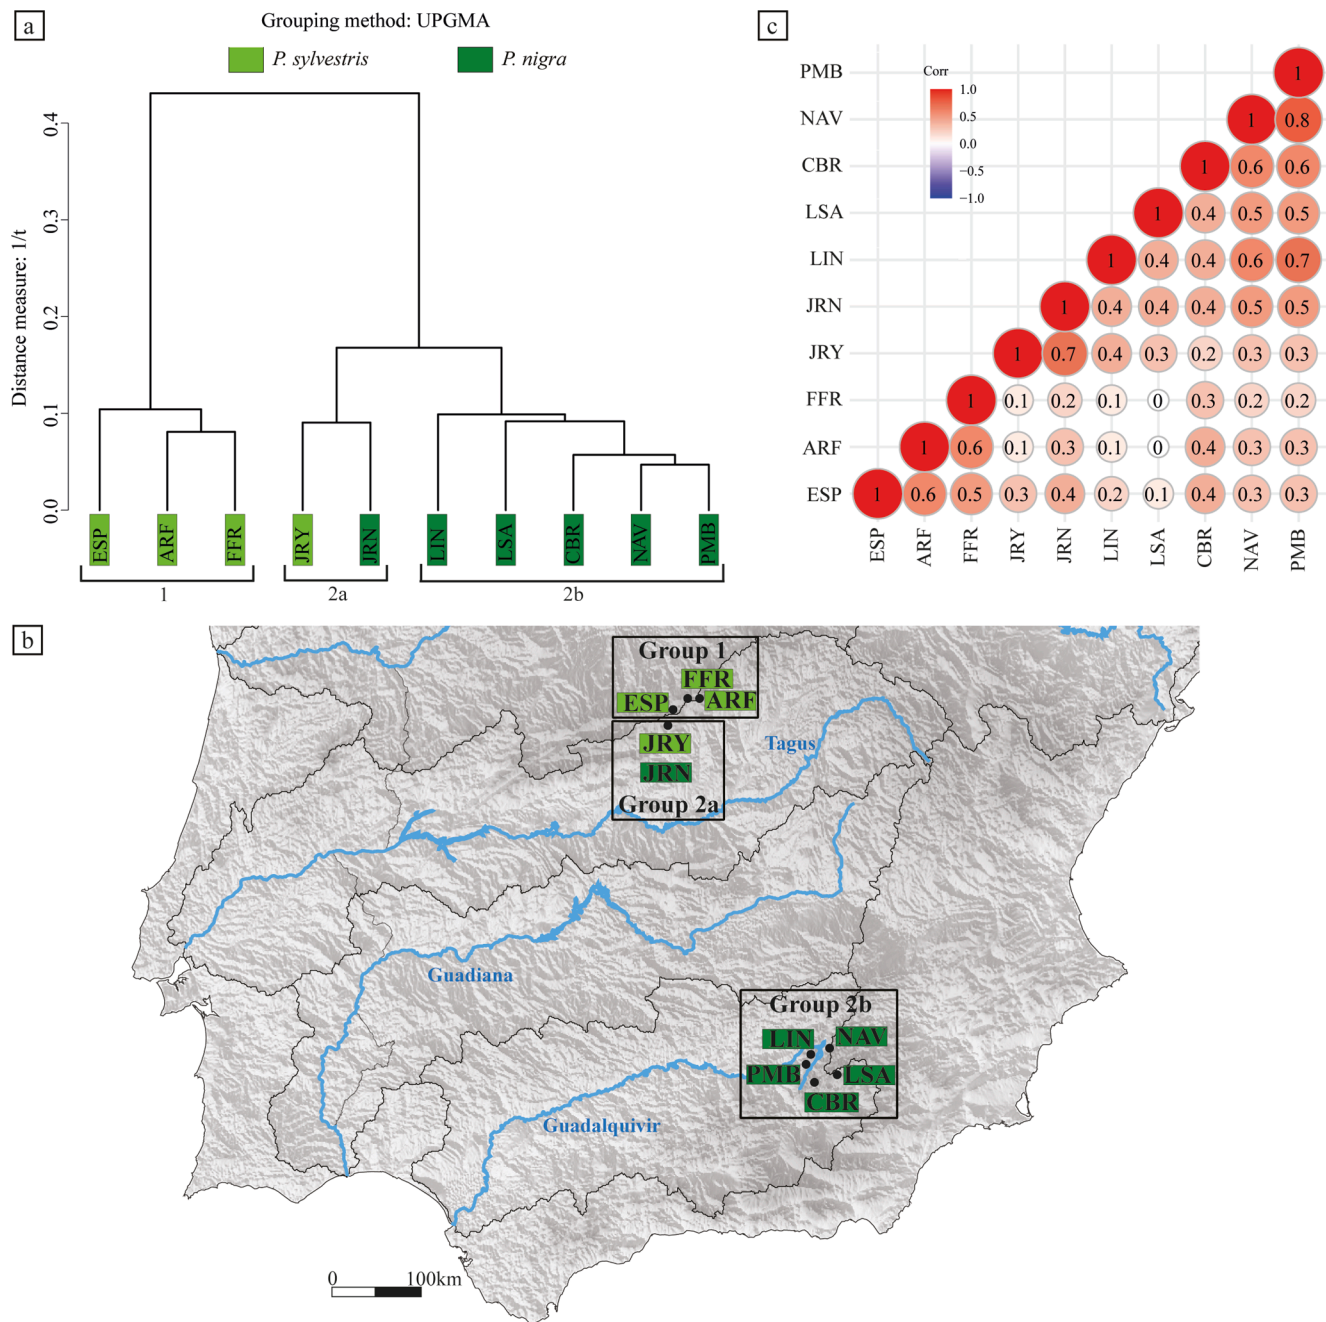 a
Grouping method: UPGMA
P. sylvestris
P. nigra
Distance measure: 1/t
0.4
0.3
0.2
0.1
0.0
ESP
ARF
FFR
JRY
JRN
LIN
LSA
CBR
NAV
PMB
1
2a
2b
c
Corr
1.0
0.5
0.0
−0.5
−1.0
PMB 1
NAV 1 0.8
CBR 1 0.6 0.6
LSA 1 0.4 0.5 0.5
LIN 1 0.4 0.4 0.6 0.7
JRN 1 0.4 0.4 0.4 0.5 0.5
JRY 1 0.7 0.4 0.3 0.2 0.3 0.3
FFR 1 0.1 0.2 0.1 0 0.3 0.2 0.2
ARF 1 0.6 0.1 0.3 0.1 0 0.4 0.3 0.3
ESP 1 0.6 0.5 0.3 0.4 0.2 0.1 0.4 0.3 0.3
ESP
ARF
FFR
JRY
JRN
LIN
LSA
CBR
NAV
PMB
b
Group 1
FFR
ESP
ARF
JRY
JRN
Group 2a
Tagus
Guadiana
Group 2b
LIN
NAV
PMB
LSA
CBR
Guadalquivir
0 100km